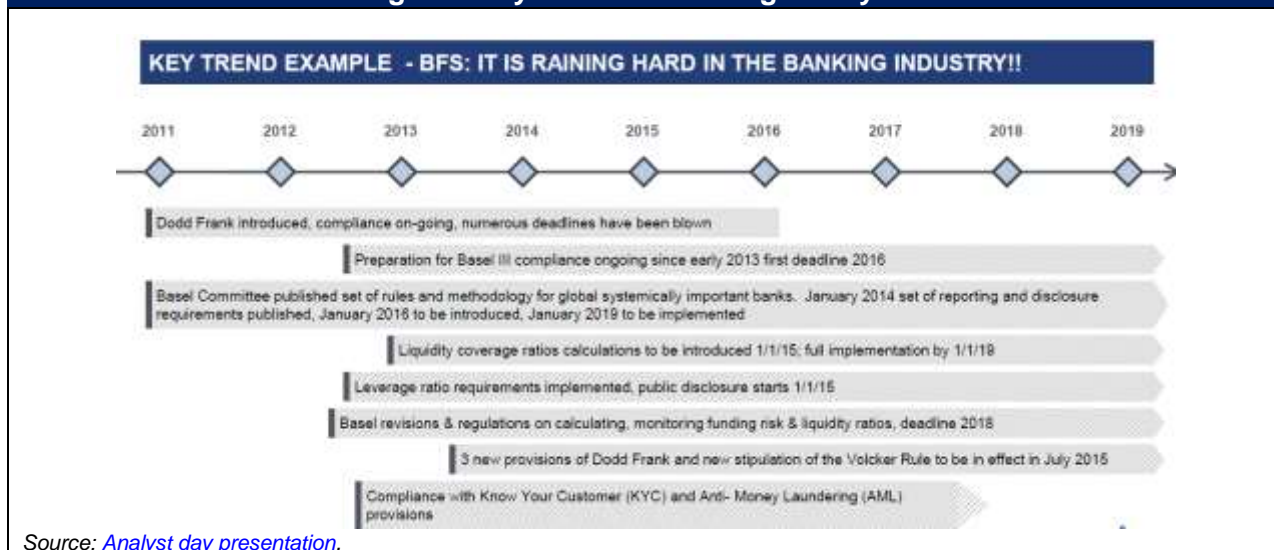 KEY TREND EXAMPLE - BFS: IT IS RAINING HARD IN THE BANKING INDUSTRY!!
2011 2012 2013 2014 2015 2016 2017 2018 2019
Dodd Frank introduced, compliance on-going, numerous deadlines have been blown
Preparation for Basel III compliance ongoing since early 2013 first deadline 2016
Basel Committee published set of rules and methodology for global systemically important banks. January 2014 set of reporting and disclosure
requirements published, January 2016 to be introduced, January 2019 to be implemented
Liquidity coverage ratios calculations to be introduced 1/1/15; full implementation by 1/1/19
Leverage ratio requirements implemented, public disclosure starts 1/1/15
Basel revisions & regulations on calculating, monitoring funding risk & liquidity ratios, deadline 2018
3 new provisions of Dodd Frank and new stipulation of the Volcker Rule to be in effect in July 2015
Compliance with Know Your Customer (KYC) and Anti- Money Laundering (AML)
provisions
Source: Analyst day presentation.